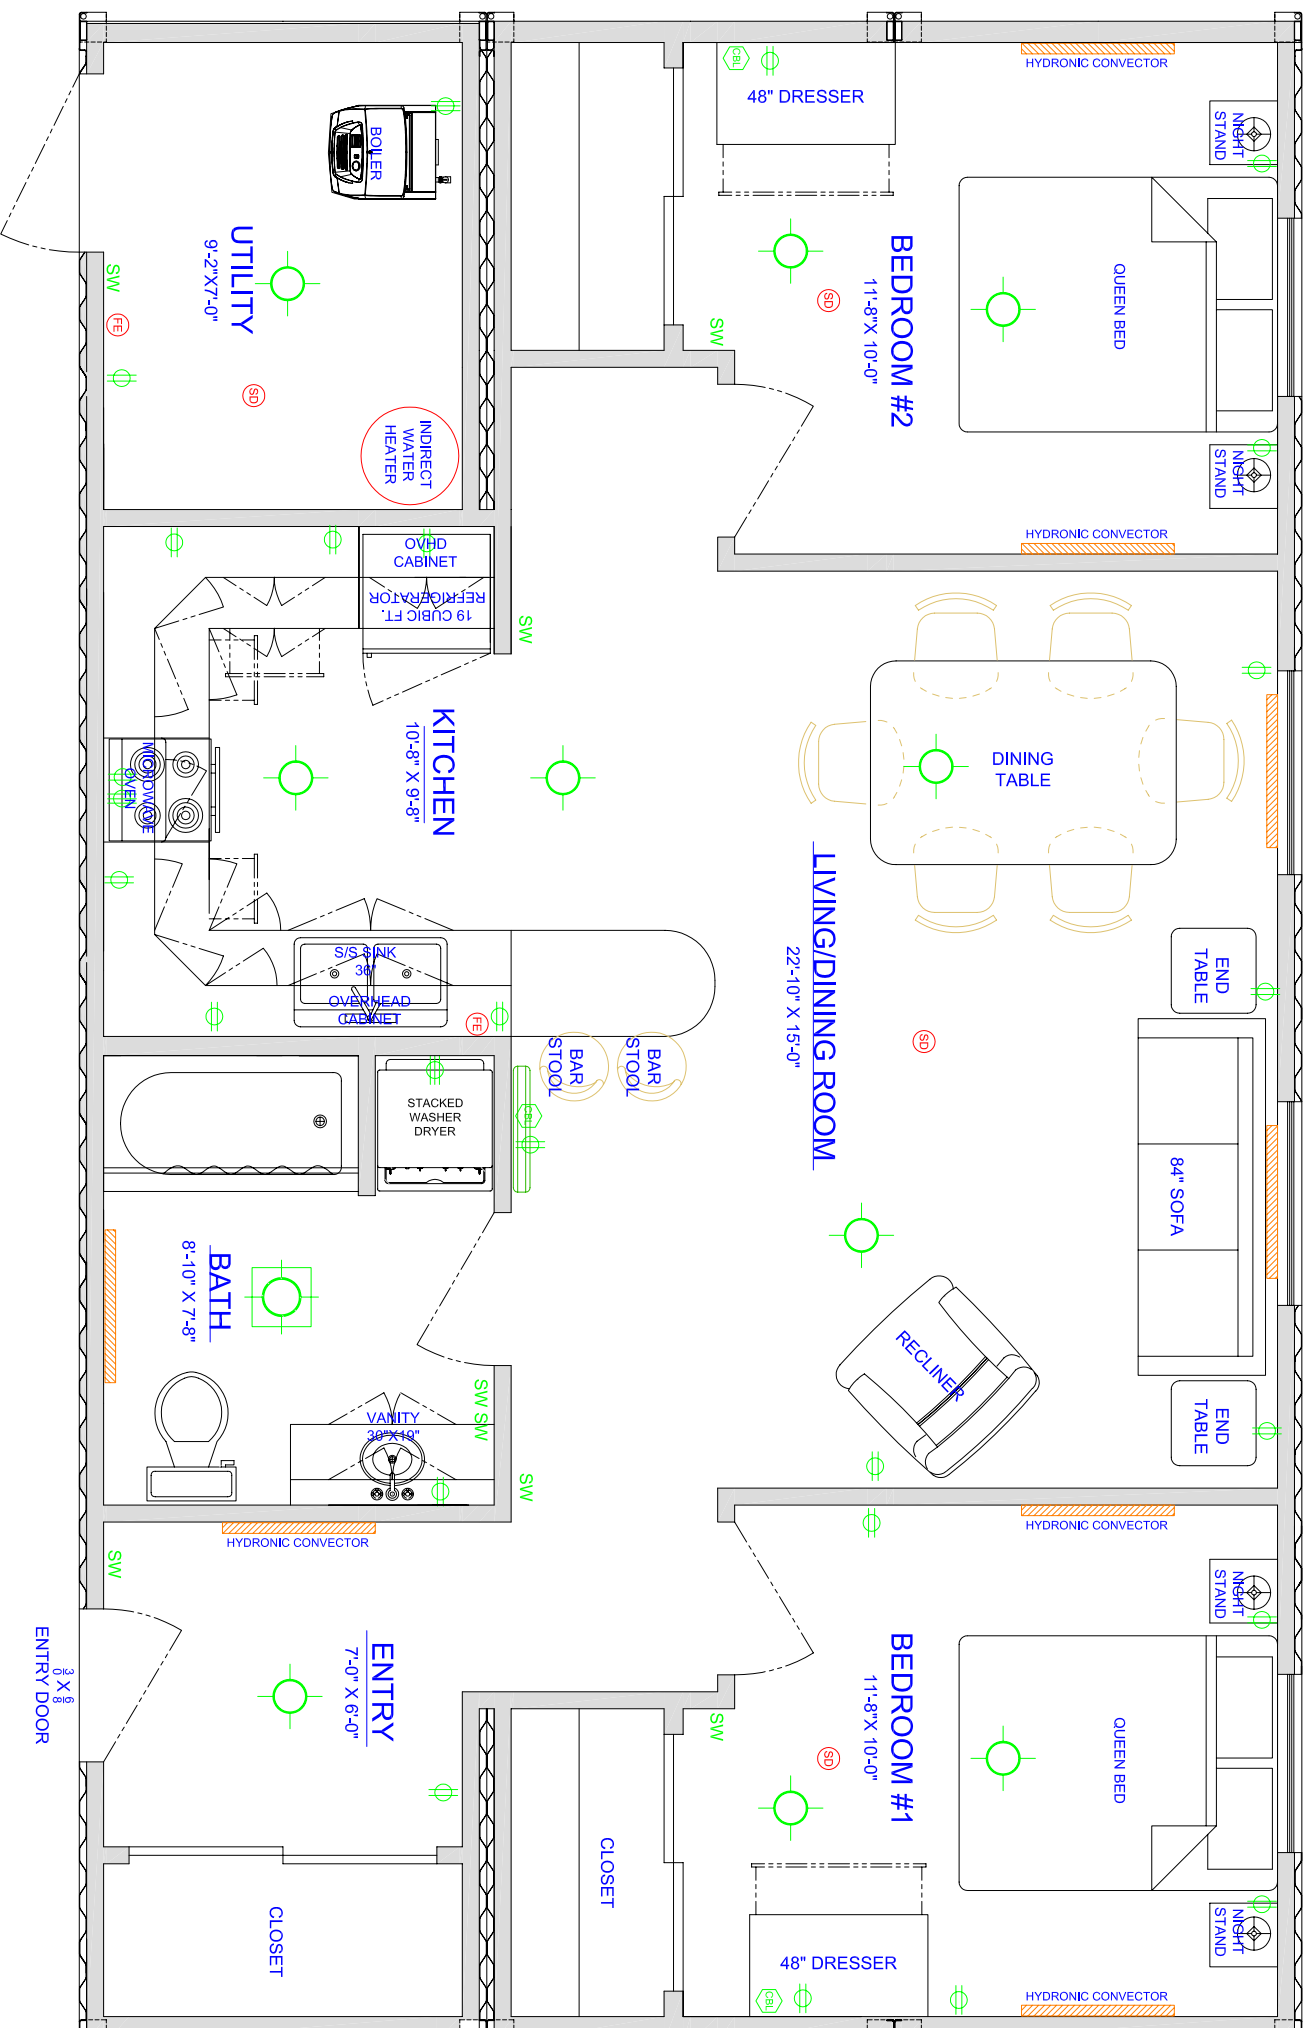 HYDRONIC CONVECTOR
CBL
48" DRESSER
NIGHT
STAND
BOILER
UTILITY
9'-2"X7'-0"
SW
FE
SD
BEDROOM #2
11'-8"X 10'-0"
SD
SW
QUEEN BED
NIGHT
STAND
INDIRECT
WATER
HEATER
HYDRONIC CONVECTOR
OVHD
CABINET
19 CUBIC FT.
REFRIGERATOR
SW
KITCHEN
10'-8" X 9'-8"
MICROWAVE
OVEN
DINING
TABLE
LIVING/DINING ROOM
22'-10" X 15'-0"
S/S SINK
36"
OVERHEAD
CABINET
FE
END
TABLE
SD
BAR
STOOL
BAR
STOOL
STACKED
WASHER
DRYER
CBL
84" SOFA
BATH
8'-10" X 7'-8"
RECLINER
VANITY
30"X19"
SW SW
SW
END
TABLE
HYDRONIC CONVECTOR
HYDRONIC CONVECTOR
SW
NIGHT
STAND
ENTRY
7'-0" X 6'-0"
3 0 X 6 8
ENTRY DOOR
BEDROOM #1
11'-8"X 10'-0"
SD
SW
QUEEN BED
CLOSET
CLOSET
NIGHT
STAND
48" DRESSER
CBL
HYDRONIC CONVECTOR